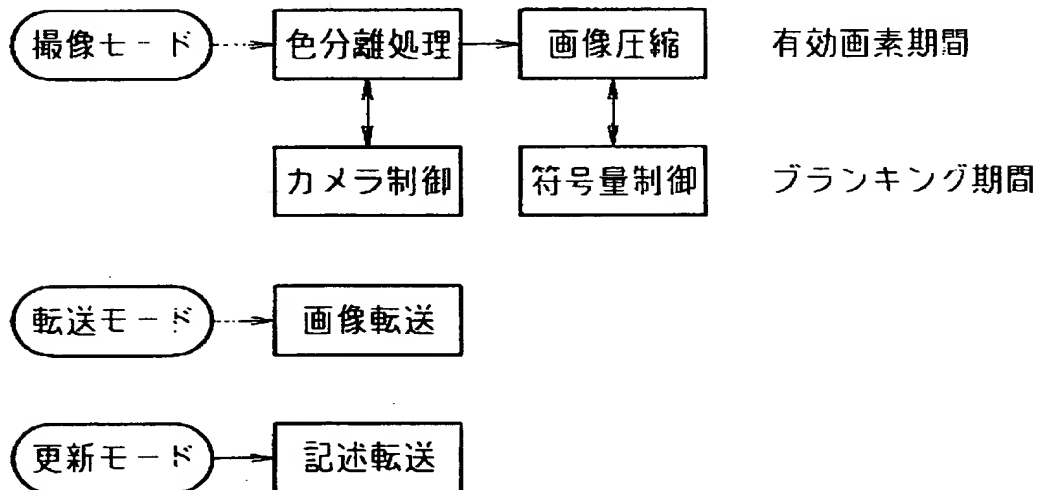 撮像モード 色分離処理 画像圧縮 有効画素期間
カメラ制御 符号量制御 ブランキング期間
転送モード 画像転送
更新モード 記述転送